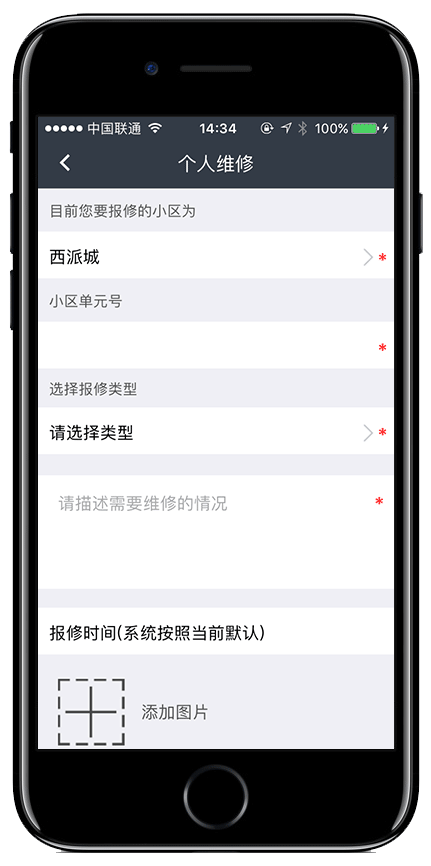 中国联通 14:34 100%
个人维修
目前您要报修的小区为
西派城 *
小区单元号
*
选择报修类型
请选择类型 *
请描述需要维修的情况 *
报修时间(系统按照当前默认)
添加图片